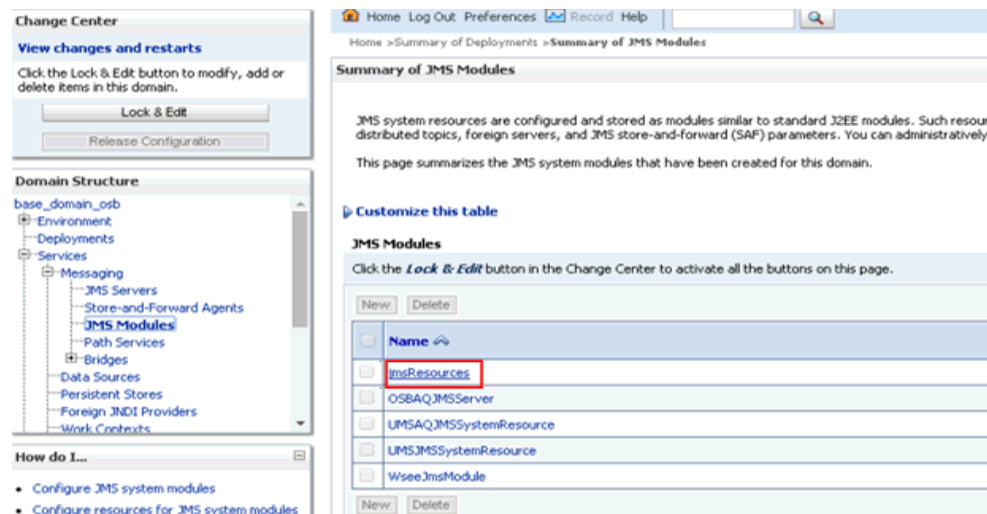 Change Center
View changes and restarts
Click the Lock & Edit button to modify, add or
delete items in this domain.
Lock & Edit
Release Configuration
Domain Structure
base_domain_osb
Environment
Deployments
Services
Messaging
JMS Servers
Store-and-Forward Agents
JMS Modules
Path Services
Bridges
Data Sources
Persistent Stores
Foreign JNDI Providers
Work Contexts
How do I...
Configure JMS system modules
Configure resources for JMS system modules
Home Log Out Preferences Record Help
Home >Summary of Deployments >Summary of JMS Modules
Summary of JMS Modules
JMS system resources are configured and stored as modules similar to standard J2EE modules. Such resour
distributed topics, foreign servers, and JMS store-and-forward (SAF) parameters. You can administratively
This page summarizes the JMS system modules that have been created for this domain.
Customize this table
JMS Modules
Click the Lock & Edit button in the Change Center to activate all the buttons on this page.
New Delete
Name
jmsResources
OSBAQJMSServer
UMSAQJMSSystemResource
UMSJMSSystemResource
WseeJmsModule
New Delete